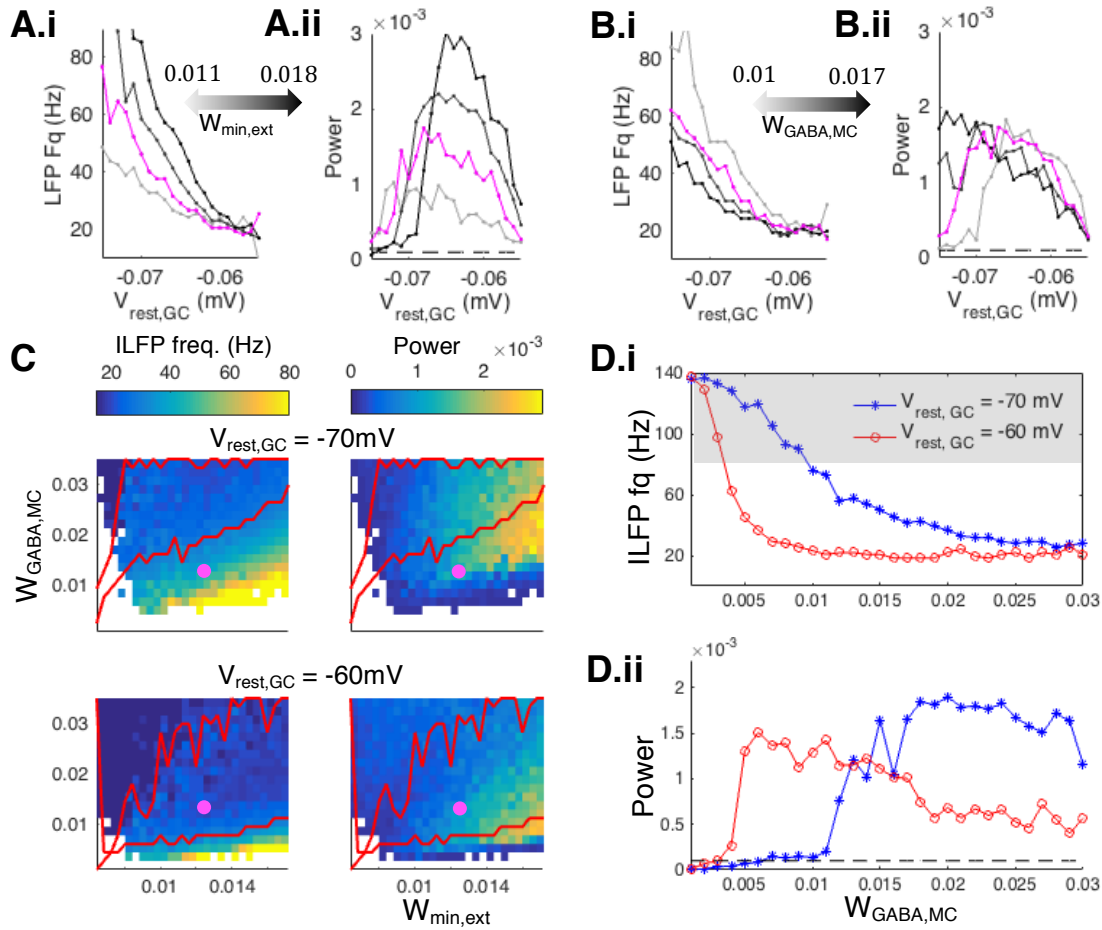 A.i
A.ii
B.i
B.ii
×10⁻³
×10⁻³
80
60
40
20
LFP Fq (Hz)
-0.07
-0.06
V_rest,GC (mV)
0.011
0.018
W_min,ext
3
2
1
0
Power
-0.07
-0.06
V_rest,GC (mV)
80
60
40
20
LFP Fq (Hz)
-0.07
-0.06
V_rest,GC (mV)
0.01
0.017
W_GABA,MC
3
2
1
0
Power
-0.07
-0.06
V_rest,GC (mV)
C
ILFP freq. (Hz)
20 40 60 80
Power
×10⁻³
0 1 2
V_rest,GC = -70mV
0.03
0.02
0.01
W_GABA,MC
V_rest,GC = -60mV
0.03
0.02
0.01
0.01 0.014
0.01 0.014
W_min,ext
D.i
140
100
60
20
ILFP fq (Hz)
V_rest, GC = -70 mV
V_rest, GC = -60 mV
0.005 0.01 0.015 0.02 0.025 0.03
D.ii
×10⁻³
2
1.5
1
0.5
0
Power
0.005 0.01 0.015 0.02 0.025 0.03
W_GABA,MC